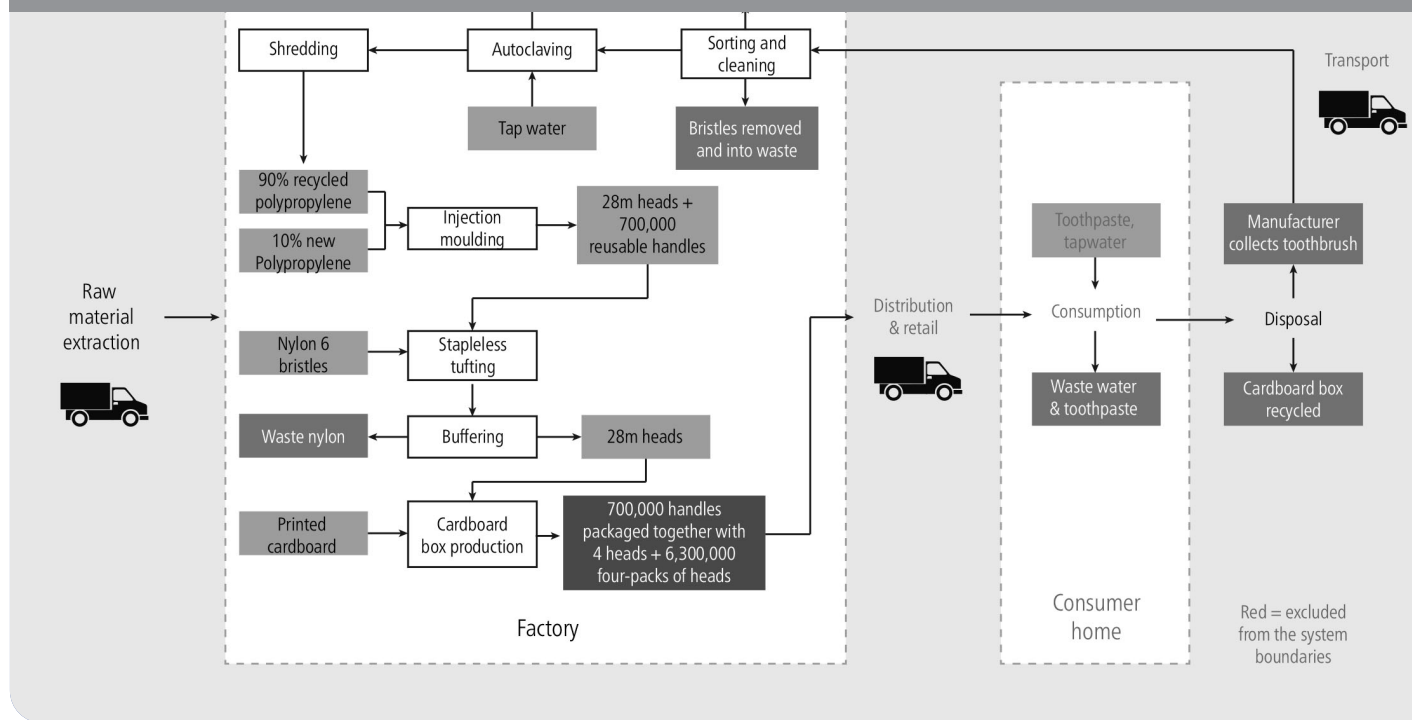 Shredding
Autoclaving
Sorting and
cleaning
Transport
Tap water
Bristles removed
and into waste
90% recycled
polypropylene
10% new
Polypropylene
Injection
moulding
28m heads +
700,000
reusable handles
Toothpaste,
tapwater
Manufacturer
collects toothbrush
Raw
material
extraction
Distribution
& retail
Consumption
Disposal
Nylon 6
bristles
Stapleless
tufting
Waste water
& toothpaste
Cardboard box
recycled
Waste nylon
Buffering
28m heads
Printed
cardboard
Cardboard
box production
700,000 handles
packaged together with
4 heads + 6,300,000
four-packs of heads
Factory
Consumer
home
Red = excluded
from the system
boundaries